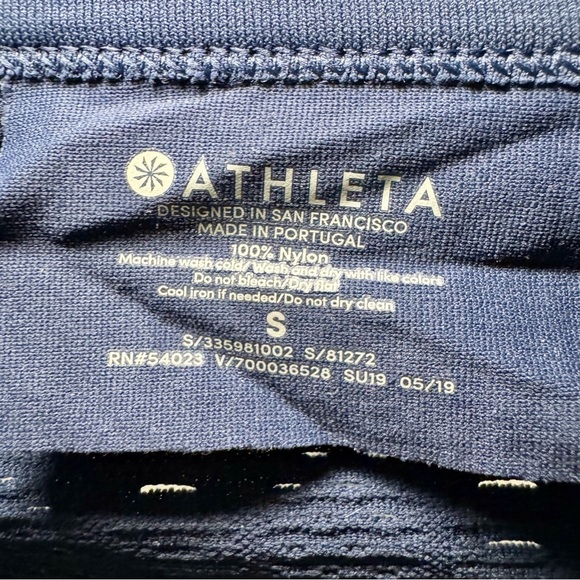 ATHLETA
DESIGNED IN SAN FRANCISCO
MADE IN PORTUGAL
100% Nylon
Machine wash cold/Wash and dry with like colors
Do not bleach/Dry flat
Cool iron if needed/Do not dry clean
S
S/335981002 S/81272
RN#54023 V/700036528 SU19 05/19